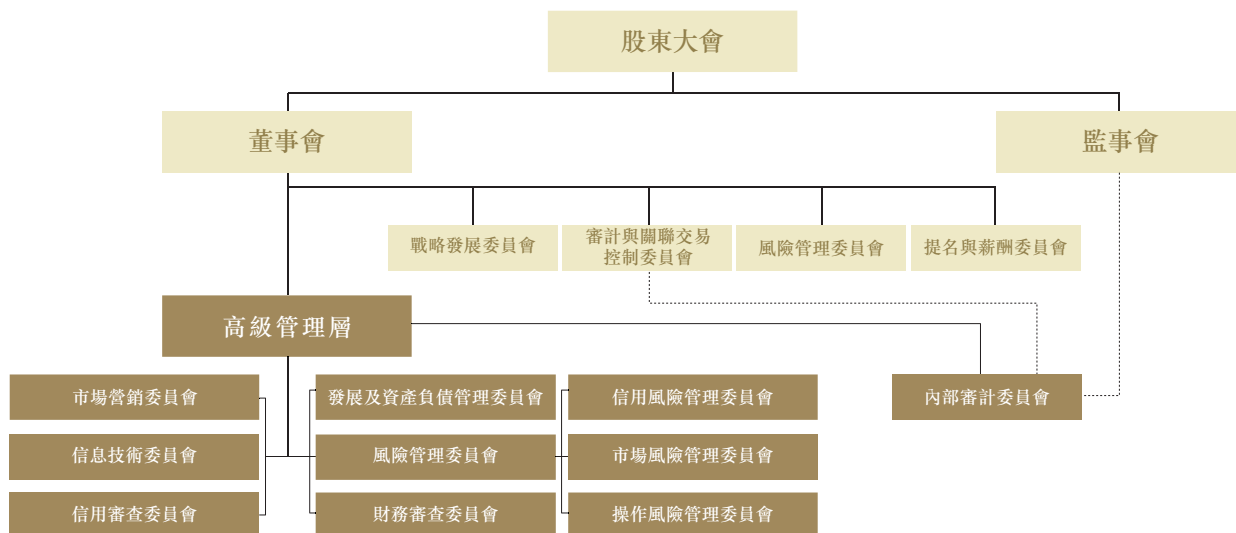 股東大會
董事會
監事會
戰略發展委員會
審計與關聯交易
控制委員會
風險管理委員會
提名與薪酬委員會
高級管理層
市場營銷委員會
發展及資產負債管理委員會
信用風險管理委員會
內部審計委員會
信息技術委員會
風險管理委員會
市場風險管理委員會
信用審查委員會
財務審查委員會
操作風險管理委員會